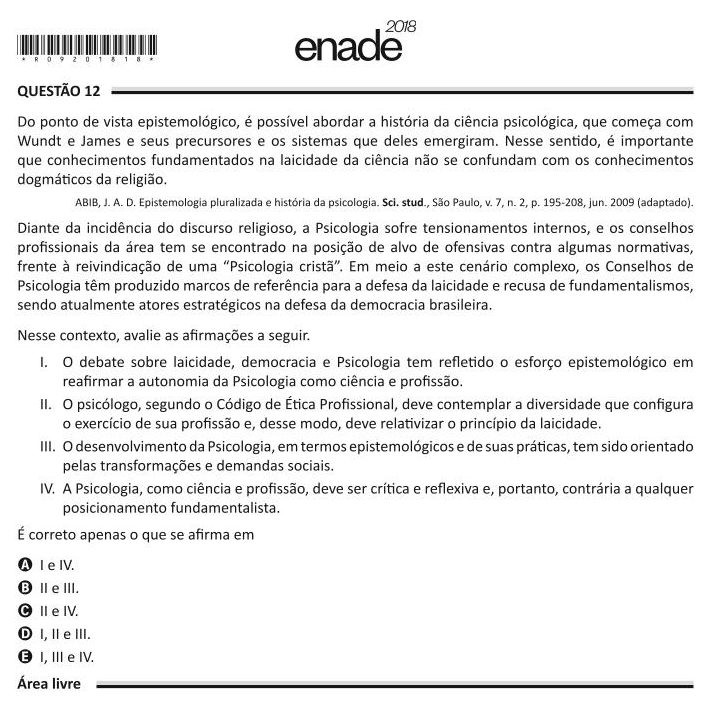 enade 2018
*R09201818*
QUESTÃO 12
Do ponto de vista epistemológico, é possível abordar a história da ciência psicológica, que começa com
Wundt e James e seus precursores e os sistemas que deles emergiram. Nesse sentido, é importante
que conhecimentos fundamentados na laicidade da ciência não se confundam com os conhecimentos
dogmáticos da religião.
ABIB, J. A. D. Epistemologia pluralizada e história da psicologia. Sci. stud., São Paulo, v. 7, n. 2, p. 195-208, jun. 2009 (adaptado).
Diante da incidência do discurso religioso, a Psicologia sofre tensionamentos internos, e os conselhos
profissionais da área tem se encontrado na posição de alvo de ofensivas contra algumas normativas,
frente à reivindicação de uma “Psicologia cristã”. Em meio a este cenário complexo, os Conselhos de
Psicologia têm produzido marcos de referência para a defesa da laicidade e recusa de fundamentalismos,
sendo atualmente atores estratégicos na defesa da democracia brasileira.
Nesse contexto, avalie as afirmações a seguir.
I. O debate sobre laicidade, democracia e Psicologia tem refletido o esforço epistemológico em
reafirmar a autonomia da Psicologia como ciência e profissão.
II. O psicólogo, segundo o Código de Ética Profissional, deve contemplar a diversidade que configura
o exercício de sua profissão e, desse modo, deve relativizar o princípio da laicidade.
III. O desenvolvimento da Psicologia, em termos epistemológicos e de suas práticas, tem sido orientado
pelas transformações e demandas sociais.
IV. A Psicologia, como ciência e profissão, deve ser crítica e reflexiva e, portanto, contrária a qualquer
posicionamento fundamentalista.
É correto apenas o que se afirma em
A I e IV.
B II e III.
C II e IV.
D I, II e III.
E I, III e IV.
Área livre